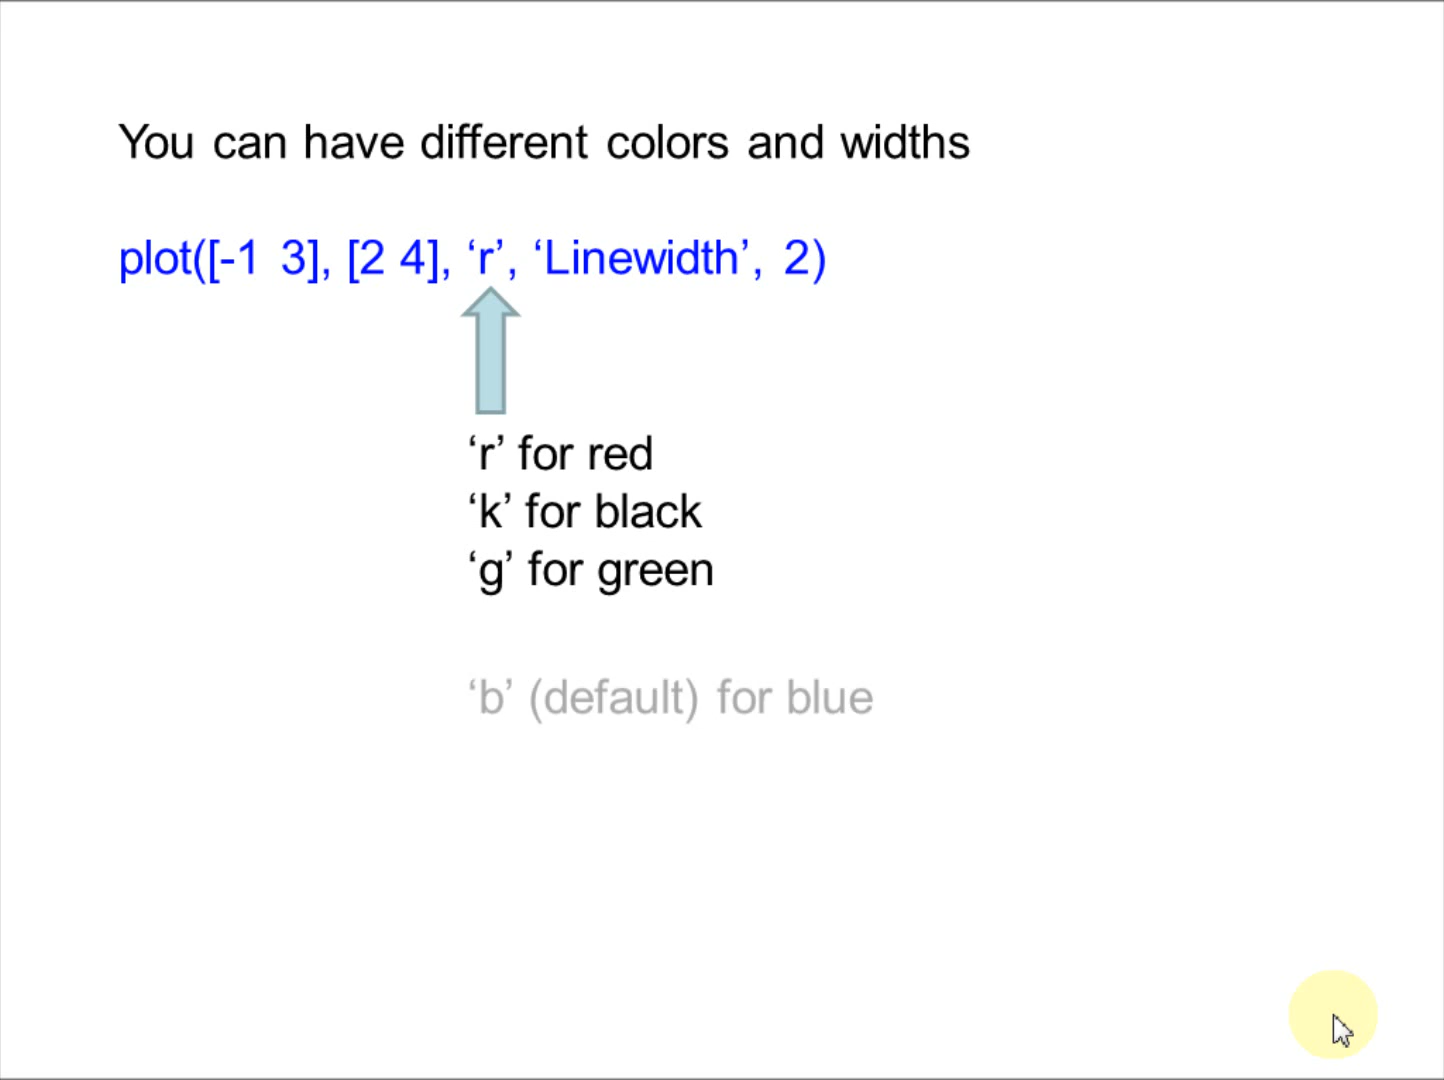 You can have different colors and widths
plot([-1 3], [2 4], ‘r’, ‘Linewidth’, 2)
‘r’ for red
‘k’ for black
‘g’ for green
‘b’ (default) for blue